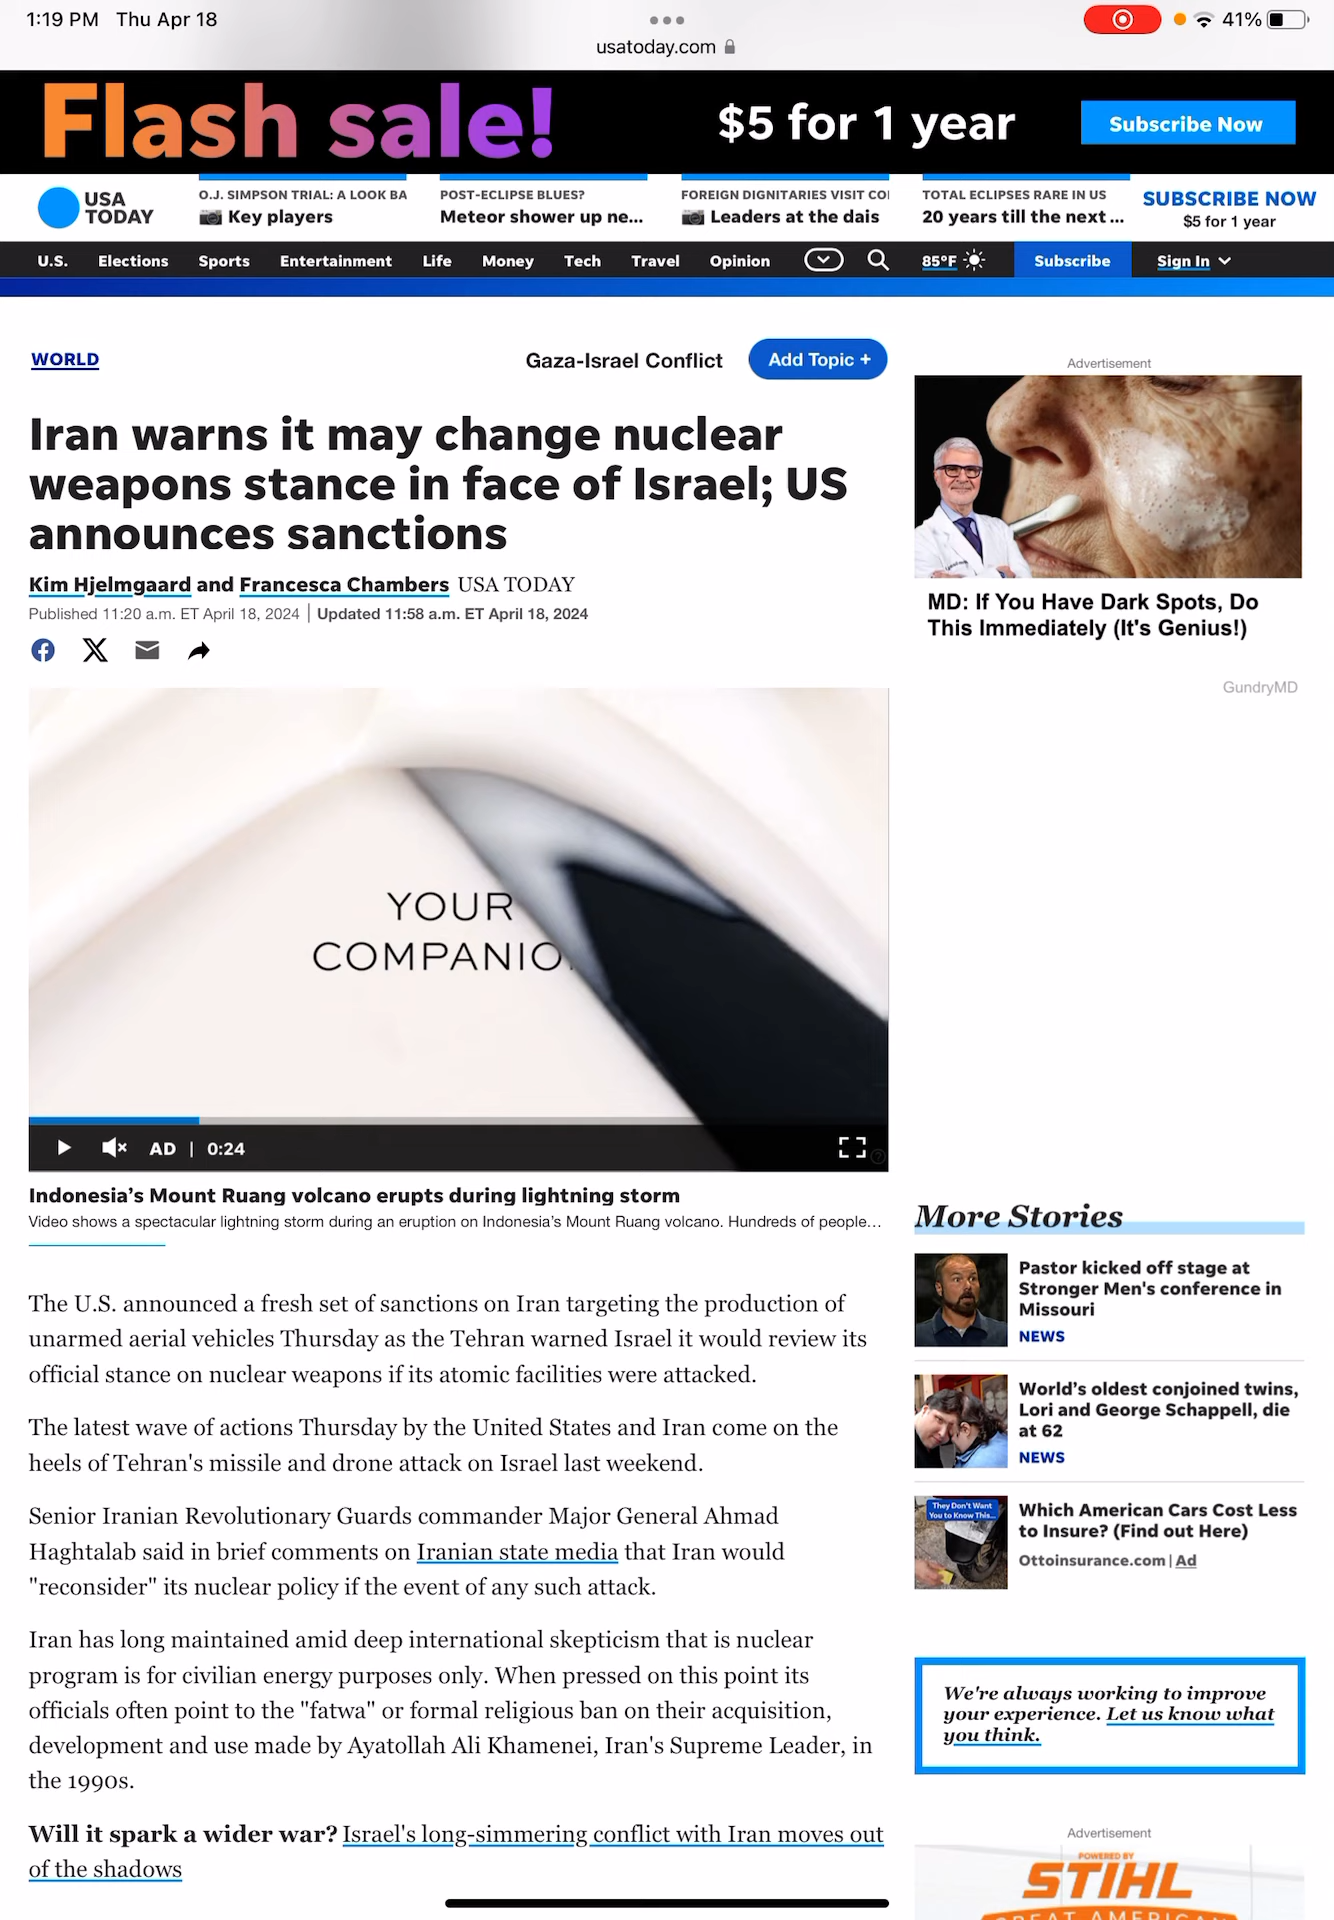 1:19 PM Thu Apr 18
41%
usatoday.com
Flash sale!
$5 for 1 year
Subscribe Now
USA
TODAY
O.J. SIMPSON TRIAL: A LOOK BA
Key players
POST-ECLIPSE BLUES?
Meteor shower up ne...
FOREIGN DIGNITARIES VISIT CO
Leaders at the dais
TOTAL ECLIPSES RARE IN US
20 years till the next ...
SUBSCRIBE NOW
$5 for 1 year
U.S. Elections Sports Entertainment Life Money Tech Travel Opinion 85°F Subscribe Sign In
WORLD
Gaza-Israel Conflict
Add Topic +
Iran warns it may change nuclear
weapons stance in face of Israel; US
announces sanctions
Kim Hjelmgaard and Francesca Chambers USA TODAY
Published 11:20 a.m. ET April 18, 2024 | Updated 11:58 a.m. ET April 18, 2024
YOUR
COMPANIO
AD | 0:24
Indonesia's Mount Ruang volcano erupts during lightning storm
Video shows a spectacular lightning storm during an eruption on Indonesia's Mount Ruang volcano. Hundreds of people...
The U.S. announced a fresh set of sanctions on Iran targeting the production of
unarmed aerial vehicles Thursday as the Tehran warned Israel it would review its
official stance on nuclear weapons if its atomic facilities were attacked.
The latest wave of actions Thursday by the United States and Iran come on the
heels of Tehran's missile and drone attack on Israel last weekend.
Senior Iranian Revolutionary Guards commander Major General Ahmad
Haghtalab said in brief comments on Iranian state media that Iran would
"reconsider" its nuclear policy if the event of any such attack.
Iran has long maintained amid deep international skepticism that is nuclear
program is for civilian energy purposes only. When pressed on this point its
officials often point to the "fatwa" or formal religious ban on their acquisition,
development and use made by Ayatollah Ali Khamenei, Iran's Supreme Leader, in
the 1990s.
Will it spark a wider war? Israel's long-simmering conflict with Iran moves out
of the shadows
Advertisement
MD: If You Have Dark Spots, Do
This Immediately (It's Genius!)
GundryMD
More Stories
Pastor kicked off stage at
Stronger Men's conference in
Missouri
NEWS
World's oldest conjoined twins,
Lori and George Schappell, die
at 62
NEWS
They Don't Want
You to Know This...
Which American Cars Cost Less
to Insure? (Find out Here)
Ottoinsurance.com | Ad
We're always working to improve
your experience. Let us know what
you think.
Advertisement
POWERED BY
STIHL
GREAT AMERICAN